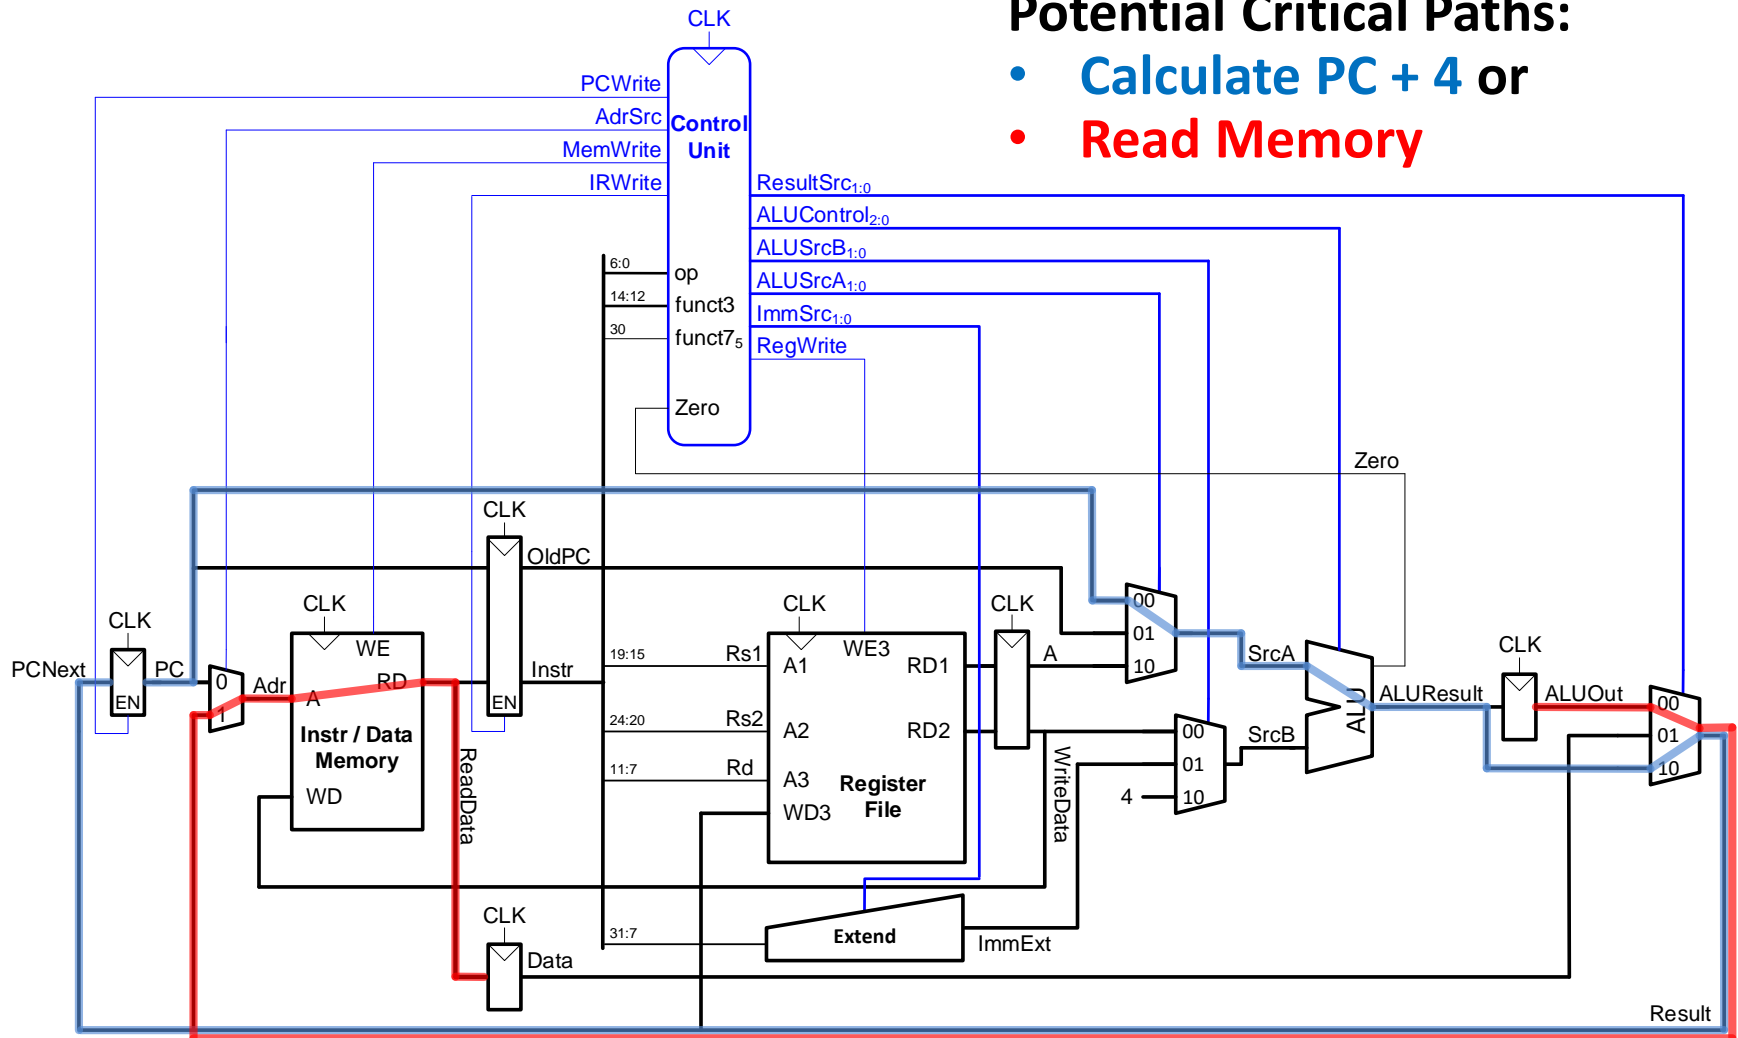 Potential Critical Paths:
• Calculate PC + 4 or
• Read Memory
CLK
PCWrite
AdrSrc
MemWrite
IRWrite
Control
Unit
ResultSrc1:0
ALUControl2:0
ALUSrcB1:0
ALUSrcA1:0
ImmSrc1:0
RegWrite
6:0
op
14:12
funct3
30
funct75
Zero
Zero
CLK
OldPC
CLK
PCNext
PC
EN
0
1
Adr
CLK
WE
RD
A
Instr / Data
Memory
WD
ReadData
EN
Instr
19:15
Rs1
24:20
Rs2
11:7
Rd
31:7
CLK
WE3
A1
RD1
A2
RD2
A3
WD3
Register
File
CLK
A
WriteData
00
01
10
SrcA
00
01
4
10
SrcB
ALU
ALUResult
CLK
ALUOut
00
01
10
CLK
Data
Extend
ImmExt
Result